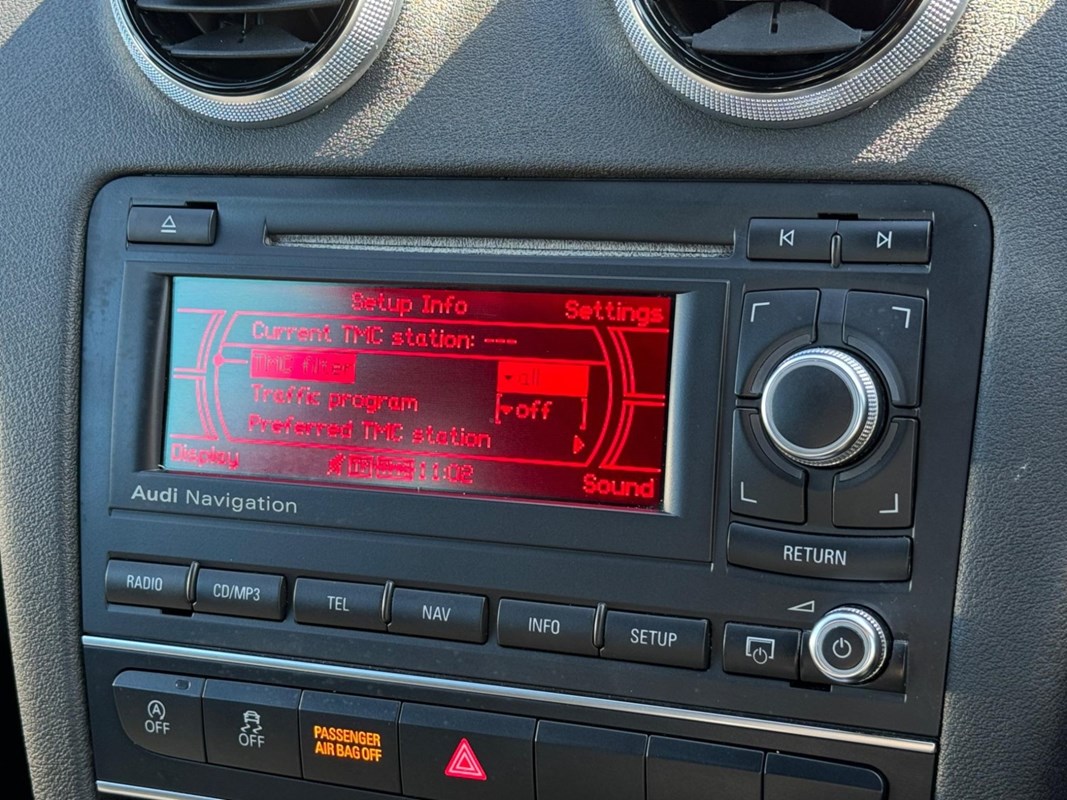 Setup Info
Settings
Current TMC station: ---
TMC filter
all
Traffic program
off
Preferred TMC station
Display
11:02
Sound
Audi Navigation
RETURN
RADIO
CD/MP3
TEL
NAV
INFO
SETUP
A
OFF
OFF
PASSENGER
AIR BAG OFF